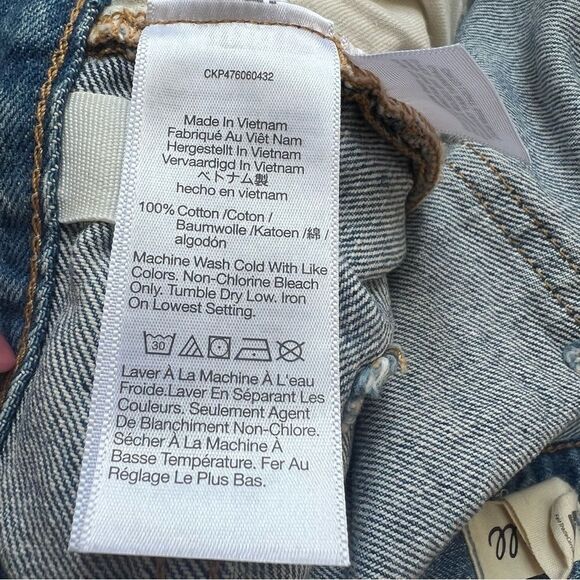 CKP476060432
Made In Vietnam
Fabriqué Au Viêt Nam
Hergestellt In Vietnam
Vervaardigd In Vietnam
ベトナム製
hecho en vietnam
100% Cotton /Coton /
Baumwolle /Katoen /綿 /
algodón
Machine Wash Cold With Like
Colors. Non-Chlorine Bleach
Only. Tumble Dry Low. Iron
On Lowest Setting.
30
Laver À La Machine À L'eau
Froide.Laver En Séparant Les
Couleurs. Seulement Agent
De Blanchiment Non-Chlore.
Sécher À La Machine À
Basse Température. Fer Au
Réglage Le Plus Bas.